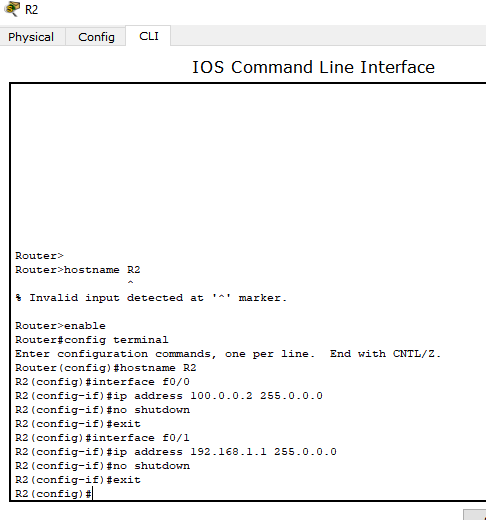 R2
Physical Config CLI
IOS Command Line Interface
Router>
Router>hostname R2
^
% Invalid input detected at '^' marker.
Router>enable
Router#config terminal
Enter configuration commands, one per line. End with CNTL/Z.
Router(config)#hostname R2
R2(config)#interface f0/0
R2(config-if)#ip address 100.0.0.2 255.0.0.0
R2(config-if)#no shutdown
R2(config-if)#exit
R2(config)#interface f0/1
R2(config-if)#ip address 192.168.1.1 255.0.0.0
R2(config-if)#no shutdown
R2(config-if)#exit
R2(config)#